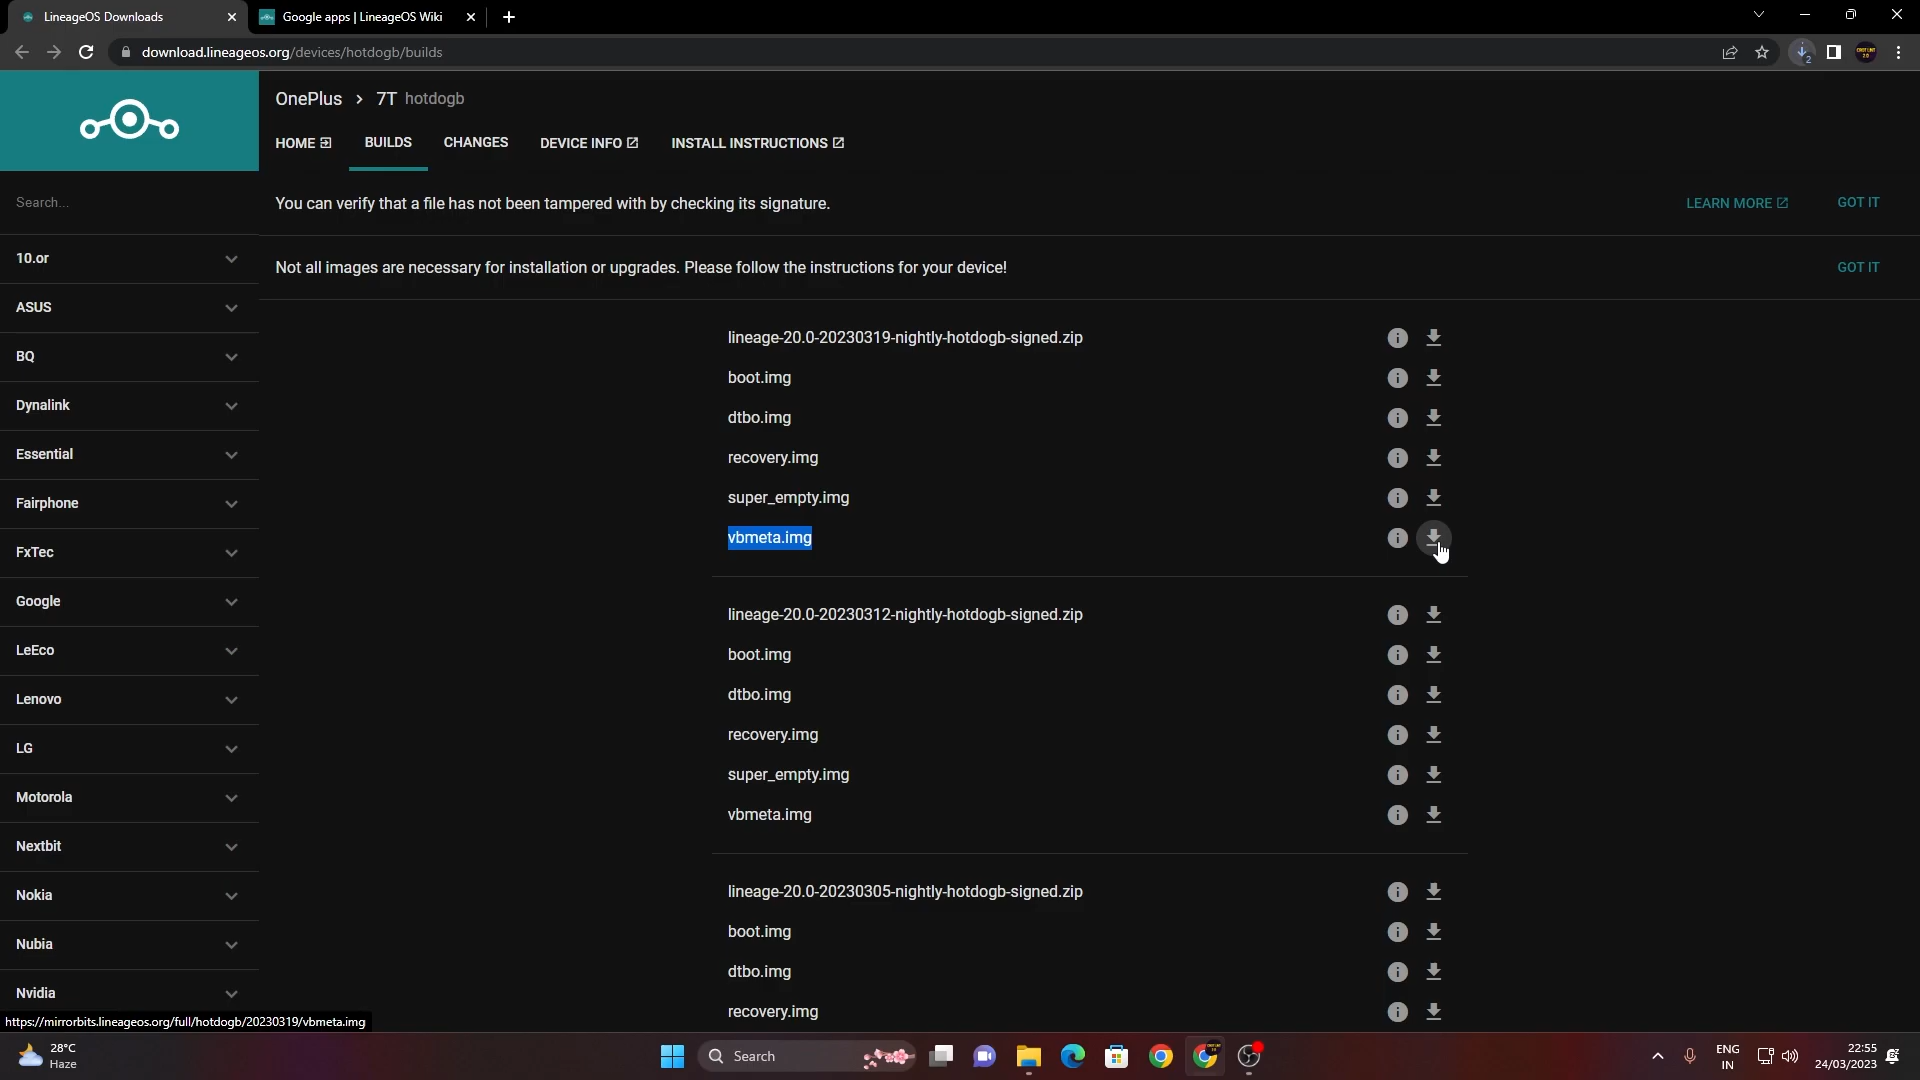 LineageOS Downloads
Google apps | LineageOS Wiki
download.lineageos.org/devices/hotdogb/builds
2
OnePlus > 7T hotdogb
HOME
BUILDS
CHANGES
DEVICE INFO
INSTALL INSTRUCTIONS
Search...
You can verify that a file has not been tampered with by checking its signature.
LEARN MORE
GOT IT
Not all images are necessary for installation or upgrades. Please follow the instructions for your device!
GOT IT
10.or
ASUS
BQ
Dynalink
Essential
Fairphone
FxTec
Google
LeEco
Lenovo
LG
Motorola
Nextbit
Nokia
Nubia
Nvidia
lineage-20.0-20230319-nightly-hotdogb-signed.zip
boot.img
dtbo.img
recovery.img
super_empty.img
vbmeta.img
lineage-20.0-20230312-nightly-hotdogb-signed.zip
boot.img
dtbo.img
recovery.img
super_empty.img
vbmeta.img
lineage-20.0-20230305-nightly-hotdogb-signed.zip
boot.img
dtbo.img
recovery.img
https://mirrorbits.lineageos.org/full/hotdogb/20230319/vbmeta.img
28°C
Haze
Search
ENG
IN
22:55
24/03/2023